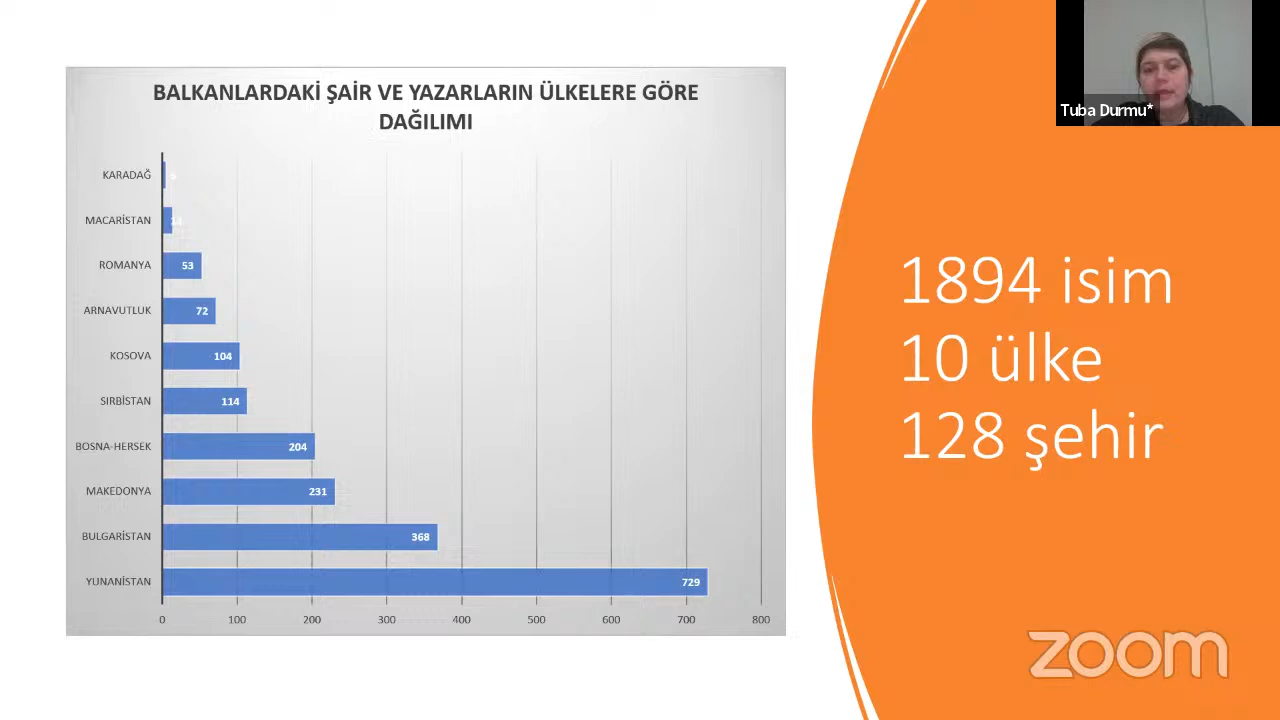 BALKANLARDAKİ ŞAİR VE YAZARLARIN ÜLKELERE GÖRE
DAĞILIMI
KARADAĞ
MACARİSTAN
ROMANYA 53
ARNAVUTLUK 72
KOSOVA 104
SIRBİSTAN 114
BOSNA-HERSEK 204
MAKEDONYA 231
BULGARİSTAN 368
YUNANİSTAN 729
0 100 200 300 400 500 600 700 800
1894 isim
10 ülke
128 şehir
Tuba Durmu*
zoom